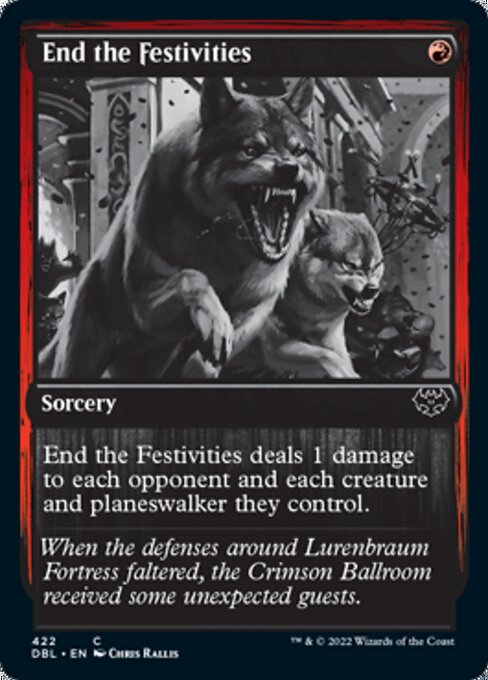 End the Festivities
Sorcery
End the Festivities deals 1 damage
to each opponent and each creature
and planeswalker they control.
When the defenses around Lurenbraum
Fortress faltered, the Crimson Ballroom
received some unexpected guests.
422 C
DBL • EN Chris Rallis
™ & © 2022 Wizards of the Coast